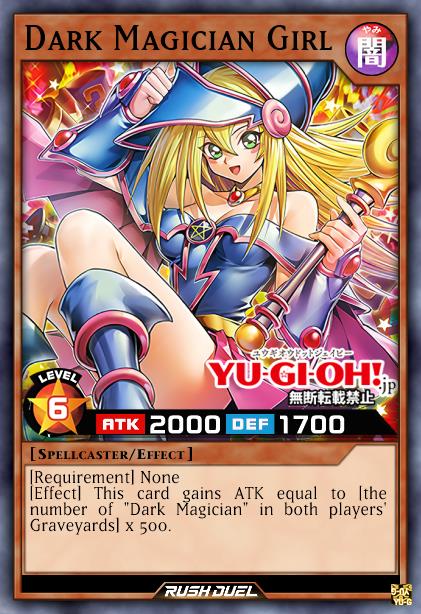 Dark Magician Girl
やみ
闇
ユウギオウドットジェイピー
YU-GI-OH!.jp
無断転載禁止
LEVEL
6
ATK 2000 DEF 1700
[Spellcaster/Effect]
[Requirement] None
[Effect] This card gains ATK equal to [the
number of "Dark Magician" in both players'
Graveyards] x 500.
RUSH DUEL